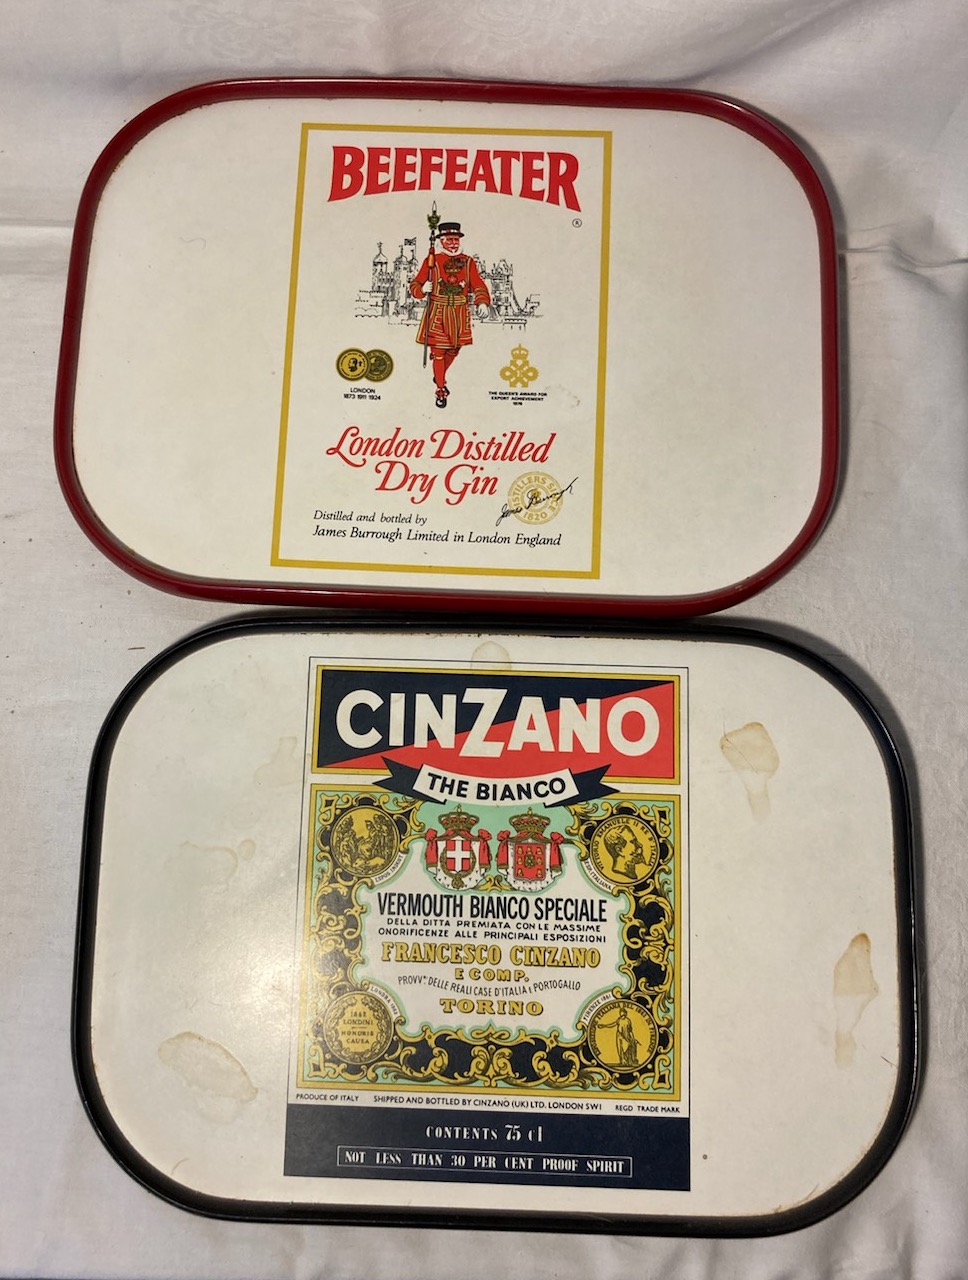 BEEFEATER
®
LONDON
1873 1911 1924
THE QUEEN'S AWARD FOR
EXPORT ACHIEVEMENT
London Distilled
Dry Gin
DISTILLERS SINCE
1820
James Burrough
Distilled and bottled by
James Burrough Limited in London England
CINZANO
THE BIANCO
VERMOUTH BIANCO SPECIALE
DELLA DITTA PREMIATA CON LE MASSIME
ONORIFICENZE ALLE PRINCIPALI ESPOSIZIONI
FRANCESCO CINZANO
E COMP.
PROVV.RI DELLE REALI CASE D'ITALIA E PORTOGALLO
TORINO
LONDINI
HONORIS
CAUSA
PRODUCE OF ITALY SHIPPED AND BOTTLED BY CINZANO (UK) LTD. LONDON SW1 REGD TRADE MARK
CONTENTS 75 cl
NOT LESS THAN 30 PER CENT PROOF SPIRIT